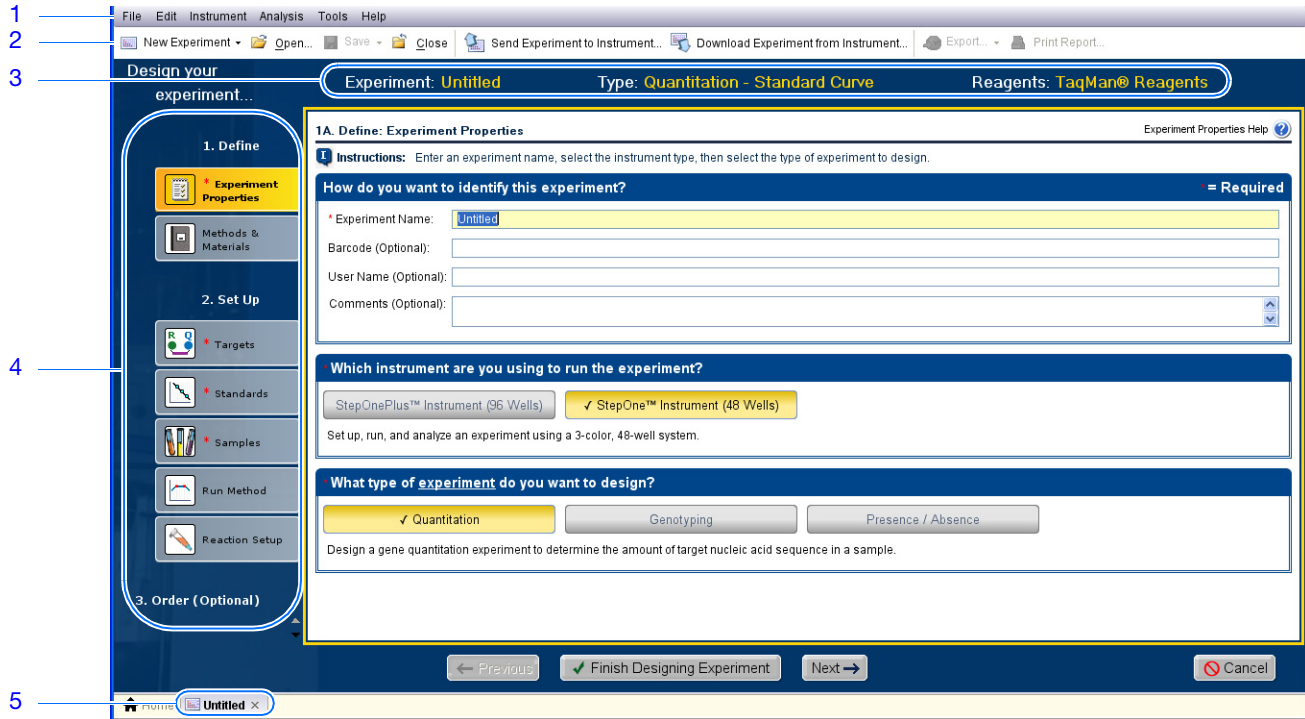 1
File Edit Instrument Analysis Tools Help
2
New Experiment Open... Save Close Send Experiment to Instrument... Download Experiment from Instrument... Export... Print Report...
3
Design your
experiment...
Experiment: Untitled Type: Quantitation - Standard Curve Reagents: TaqMan® Reagents
1. Define
* Experiment
Properties
Methods &
Materials
2. Set Up
R Q
* Targets
4
* Standards
* Samples
Run Method
Reaction Setup
3. Order (Optional)
1A. Define: Experiment Properties
Experiment Properties Help ?
I Instructions: Enter an experiment name, select the instrument type, then select the type of experiment to design.
How do you want to identify this experiment? * = Required
* Experiment Name: Untitled
Barcode (Optional):
User Name (Optional):
Comments (Optional):
* Which instrument are you using to run the experiment?
StepOnePlus™ Instrument (96 Wells) ✓ StepOne™ Instrument (48 Wells)
Set up, run, and analyze an experiment using a 3-color, 48-well system.
* What type of experiment do you want to design?
✓ Quantitation Genotyping Presence / Absence
Design a gene quantitation experiment to determine the amount of target nucleic acid sequence in a sample.
← Previous ✓ Finish Designing Experiment Next → Cancel
5
Home Untitled ×